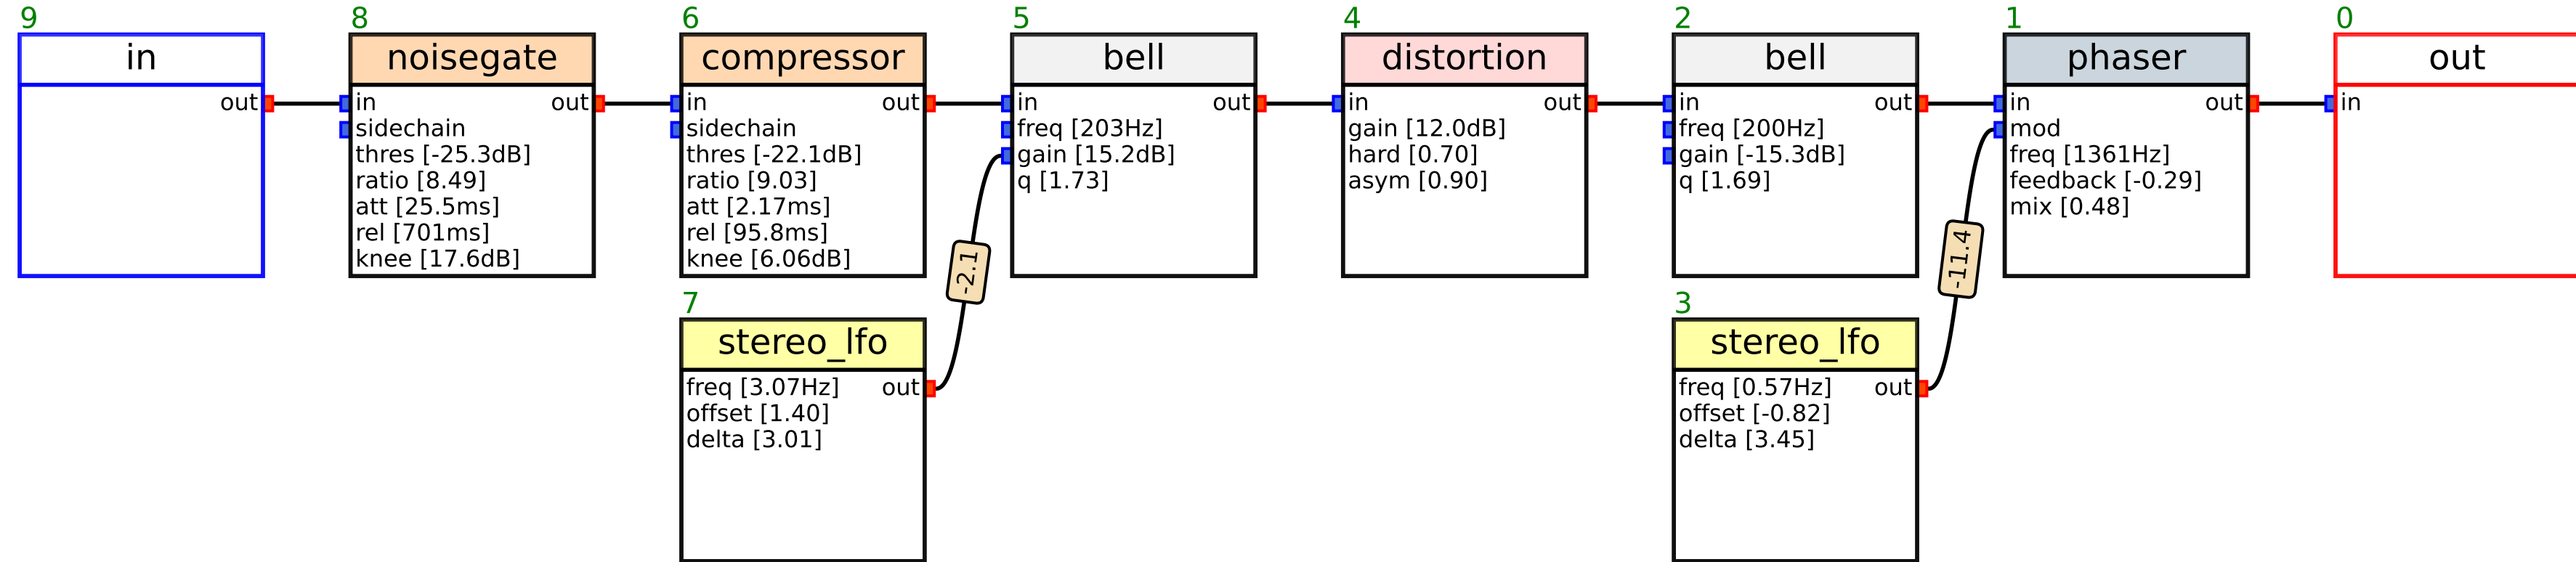 9
in
out
8
noisegate
in out
sidechain
thres [-25.3dB]
ratio [8.49]
att [25.5ms]
rel [701ms]
knee [17.6dB]
6
compressor
in out
sidechain
thres [-22.1dB]
ratio [9.03]
att [2.17ms]
rel [95.8ms]
knee [6.06dB]
7
stereo_lfo
freq [3.07Hz] out
offset [1.40]
delta [3.01]
-2.1
5
bell
in out
freq [203Hz]
gain [15.2dB]
q [1.73]
4
distortion
in out
gain [12.0dB]
hard [0.70]
asym [0.90]
2
bell
in out
freq [200Hz]
gain [-15.3dB]
q [1.69]
3
stereo_lfo
freq [0.57Hz] out
offset [-0.82]
delta [3.45]
-11.4
1
phaser
in out
mod
freq [1361Hz]
feedback [-0.29]
mix [0.48]
0
out
in